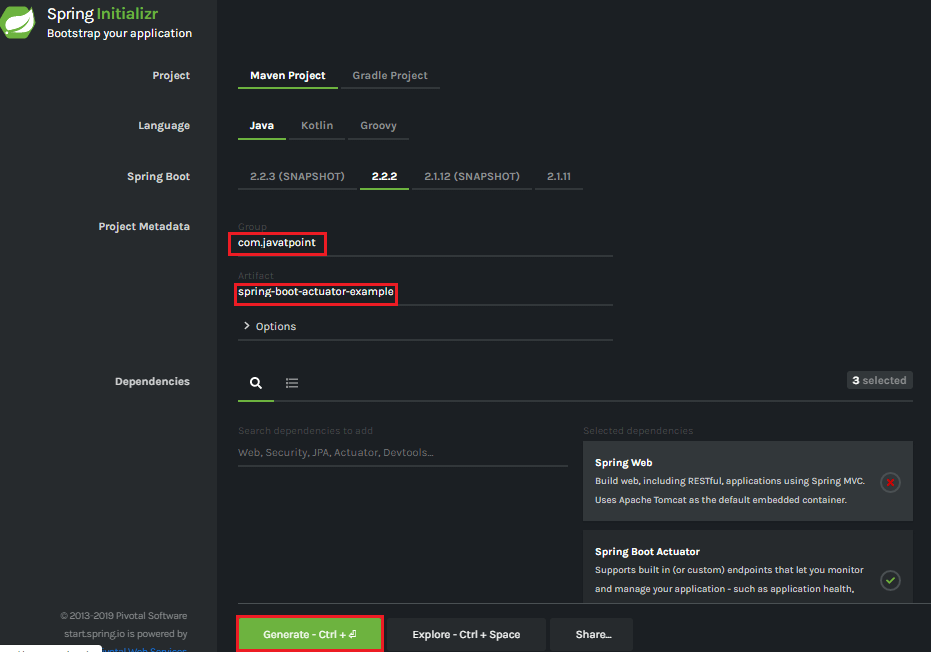 Spring Initializr
Bootstrap your application
Project
Maven Project Gradle Project
Language
Java Kotlin Groovy
Spring Boot
2.2.3 (SNAPSHOT) 2.2.2 2.1.12 (SNAPSHOT) 2.1.11
Project Metadata
Group
com.javatpoint
Artifact
spring-boot-actuator-example
Options
Dependencies
3 selected
Search dependencies to add
Web, Security, JPA, Actuator, Devtools...
Selected dependencies
Spring Web
Build web, including RESTful, applications using Spring MVC.
Uses Apache Tomcat as the default embedded container.
Spring Boot Actuator
Supports built in (or custom) endpoints that let you monitor
and manage your application - such as application health,
© 2013-2019 Pivotal Software
start.spring.io is powered by
Web Services
Generate - Ctrl + ⏎ Explore - Ctrl + Space Share...